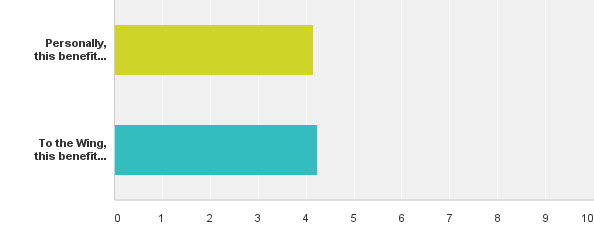 Personally,
this benefit...
To the Wing,
this benefit...
0 1 2 3 4 5 6 7 8 9 10